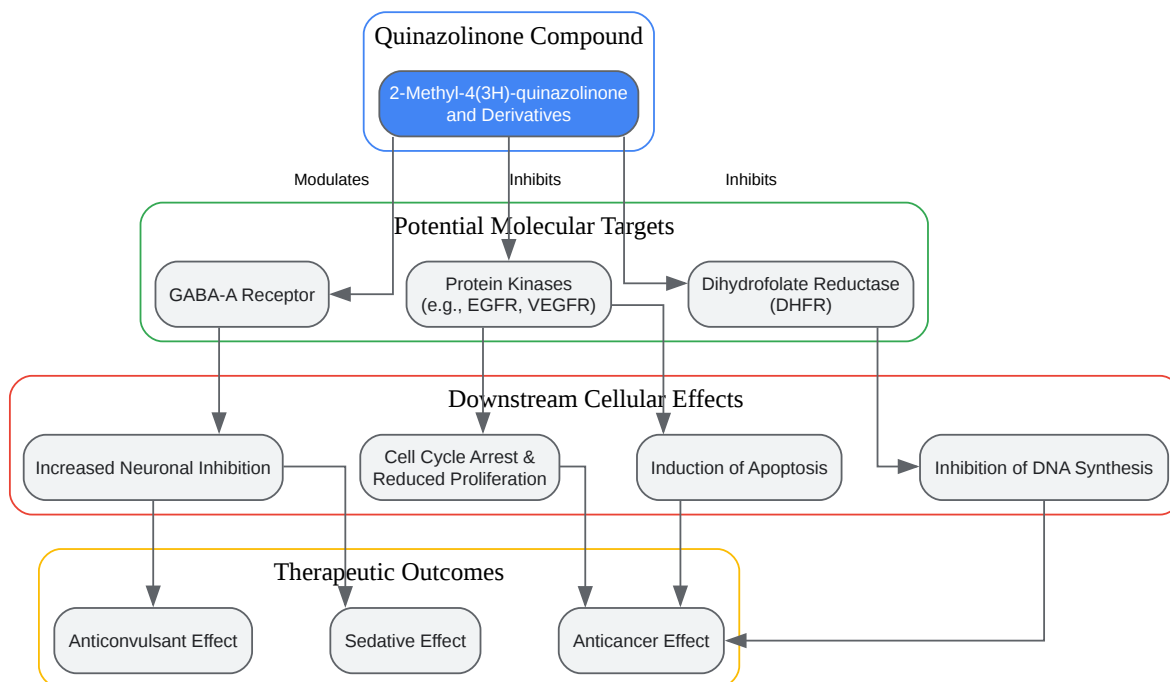 Quinazolinone Compound
2-Methyl-4(3H)-quinazolinone
and Derivatives
Modulates
Inhibits
Inhibits
Potential Molecular Targets
GABA-A Receptor
Protein Kinases
(e.g., EGFR, VEGFR)
Dihydrofolate Reductase
(DHFR)
Downstream Cellular Effects
Increased Neuronal Inhibition
Cell Cycle Arrest &
Reduced Proliferation
Induction of Apoptosis
Inhibition of DNA Synthesis
Therapeutic Outcomes
Anticonvulsant Effect
Sedative Effect
Anticancer Effect